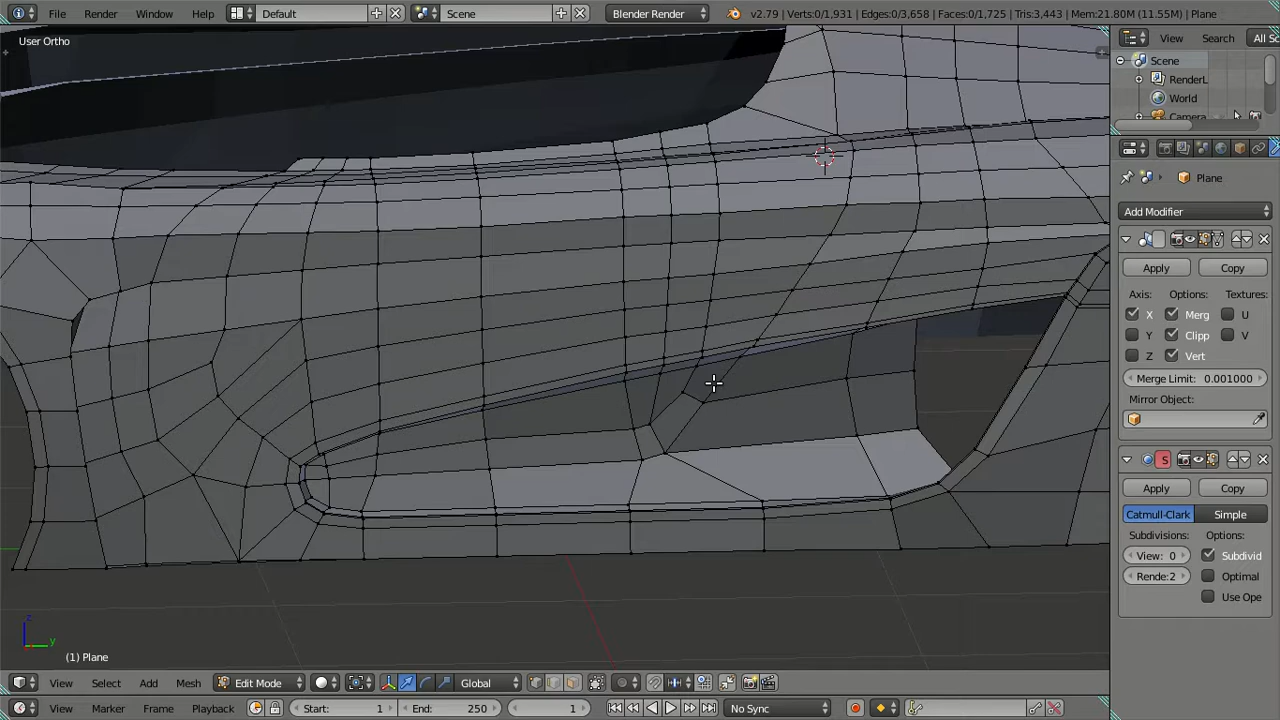 File Render Window Help Default Scene Blender Render v2.79 | Verts:0/1,931 | Edges:0/3,658 | Faces:0/1,725 | Tris:3,443 | Mem:21.80M (11.55M) | Plane
User Ortho
View Search All Sc
Scene
RenderL
World
Camera
Plane
Add Modifier
Apply Copy
Axis: Options: Textures:
X Merg U
Y Clipp V
Z Vert
Merge Limit: 0.001000
Mirror Object:
S
Apply Copy
Catmull-Clark Simple
Subdivisions: Options:
View: 0 Subdivid
Rende:2 Optimal
Use Ope
z
y
(1) Plane
View Select Add Mesh Edit Mode Global
View Marker Frame Playback Start: 1 End: 250 1 No Sync